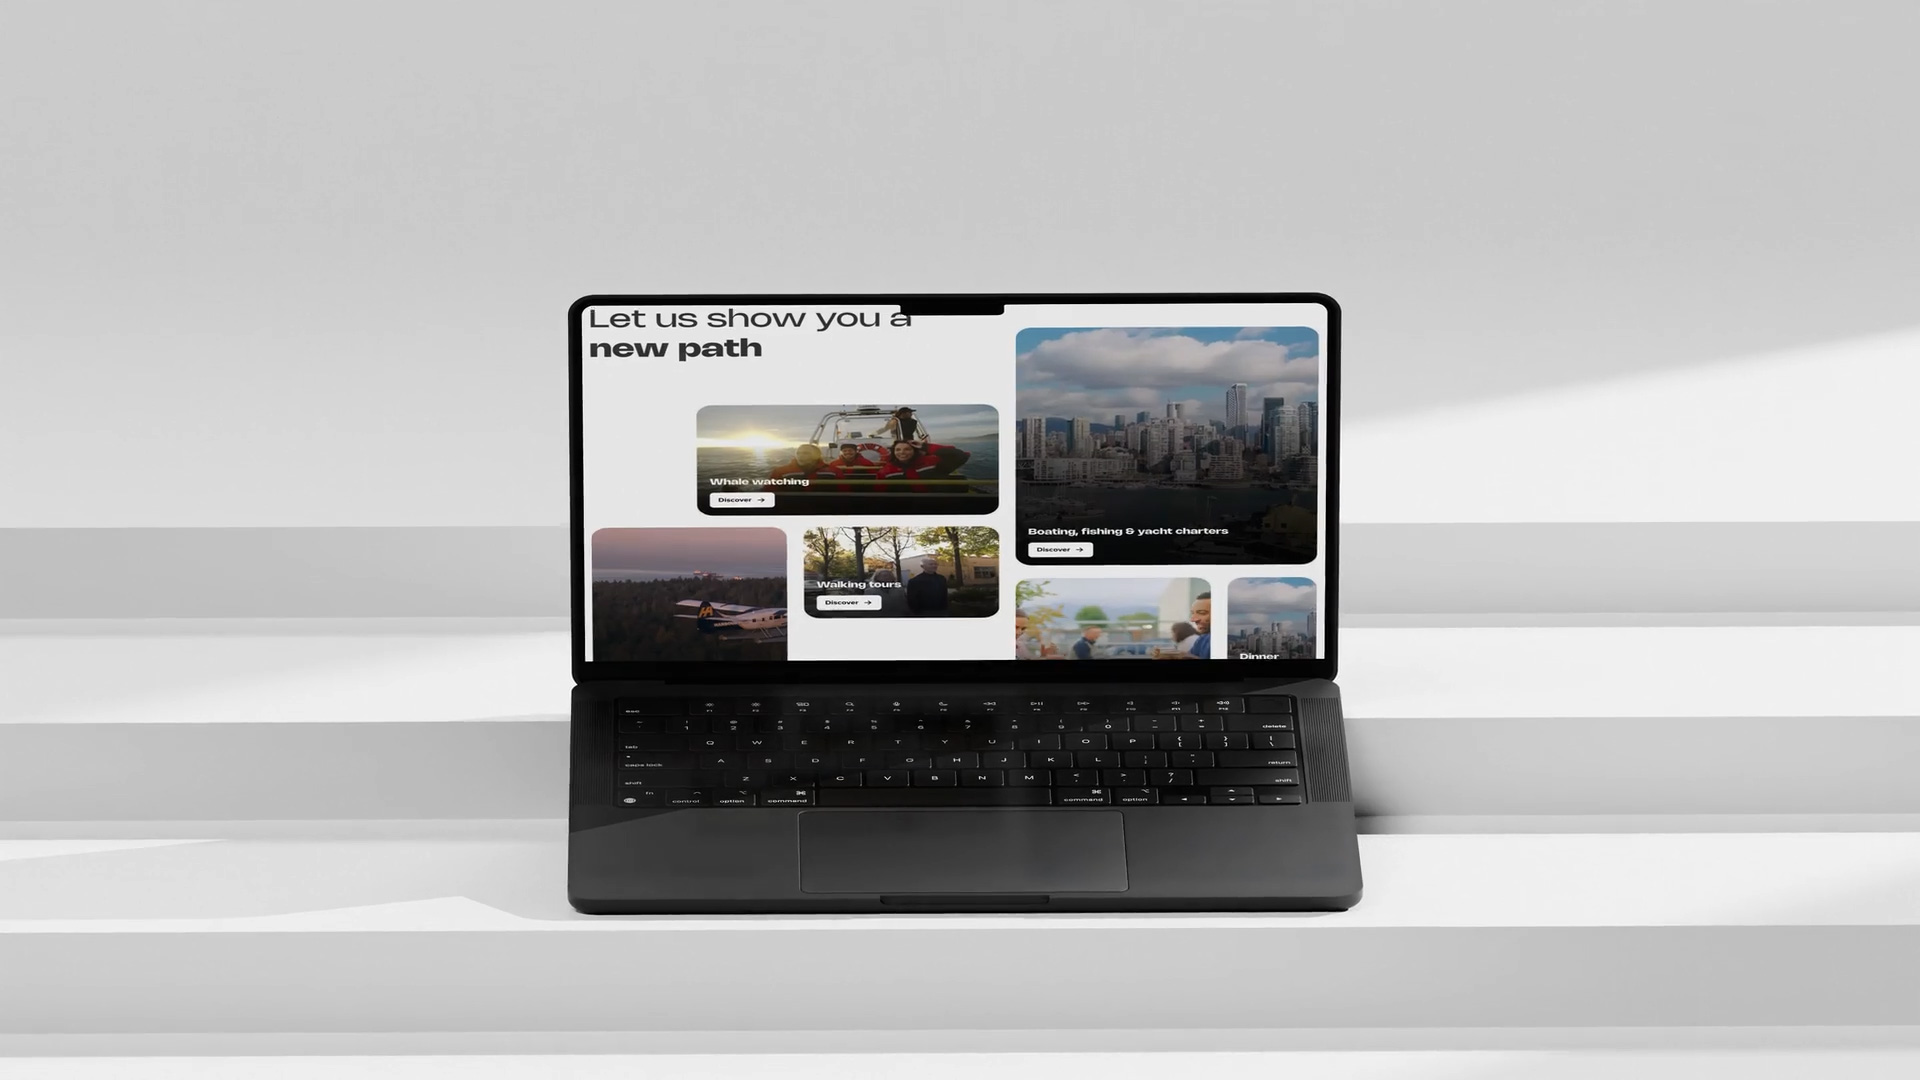 Let us show you a
new path
Whale watching
Discover →
Boating, fishing & yacht charters
Discover →
Walking tours
Discover →
Dinner
esc
delete
tab
Q W E R T Y U I O P
caps lock
A S D F G H J K L
return
shift
Z X C V B N M
shift
fn
control
option
command
command
option